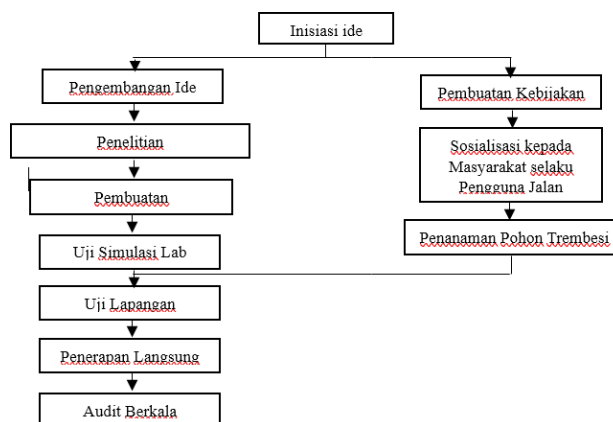 Inisiasi ide
Pengembangan Ide
Pembuatan Kebijakan
Penelitian
Sosialisasi kepada
Masyarakat selaku
Pengguna Jalan
Pembuatan
Penanaman Pohon Trembesi
Uji Simulasi Lab
Uji Lapangan
Penerapan Langsung
Audit Berkala